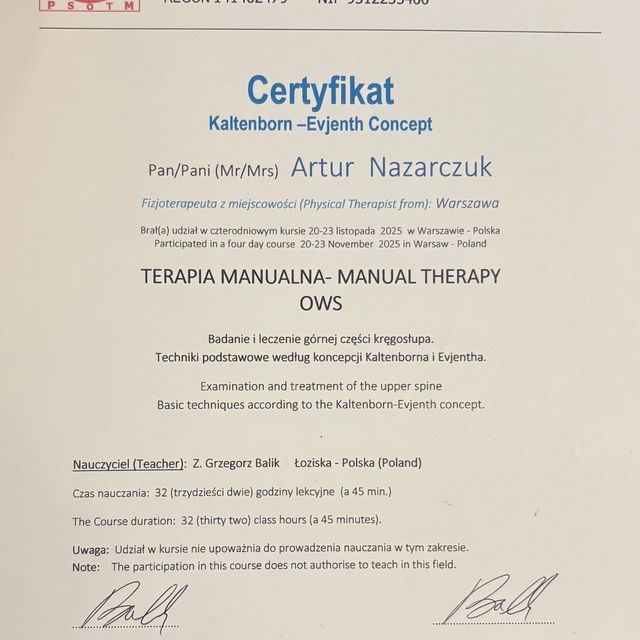 PSOTM
Certyfikat
Kaltenborn –Evjenth Concept
Pan/Pani (Mr/Mrs) Artur Nazarczuk
Fizjoterapeuta z miejscowości (Physical Therapist from): Warszawa
Brał(a) udział w czterodniowym kursie 20-23 listopada 2025 w Warszawie - Polska
Participated in a four day course 20-23 November 2025 in Warsaw - Poland
TERAPIA MANUALNA- MANUAL THERAPY
OWS
Badanie i leczenie górnej części kręgosłupa.
Techniki podstawowe według koncepcji Kaltenborna i Evjentha.
Examination and treatment of the upper spine
Basic techniques according to the Kaltenborn-Evjenth concept.
Nauczyciel (Teacher): Z. Grzegorz Balik - Łoziska - Polska (Poland)
Czas nauczania: 32 (trzydzieści dwie) godziny lekcyjne (a 45 min.)
The Course duration: 32 (thirty two) class hours (a 45 minutes).
Uwaga: Udział w kursie nie upoważnia do prowadzenia nauczania w tym zakresie.
Note: The participation in this course does not authorise to teach in this field.